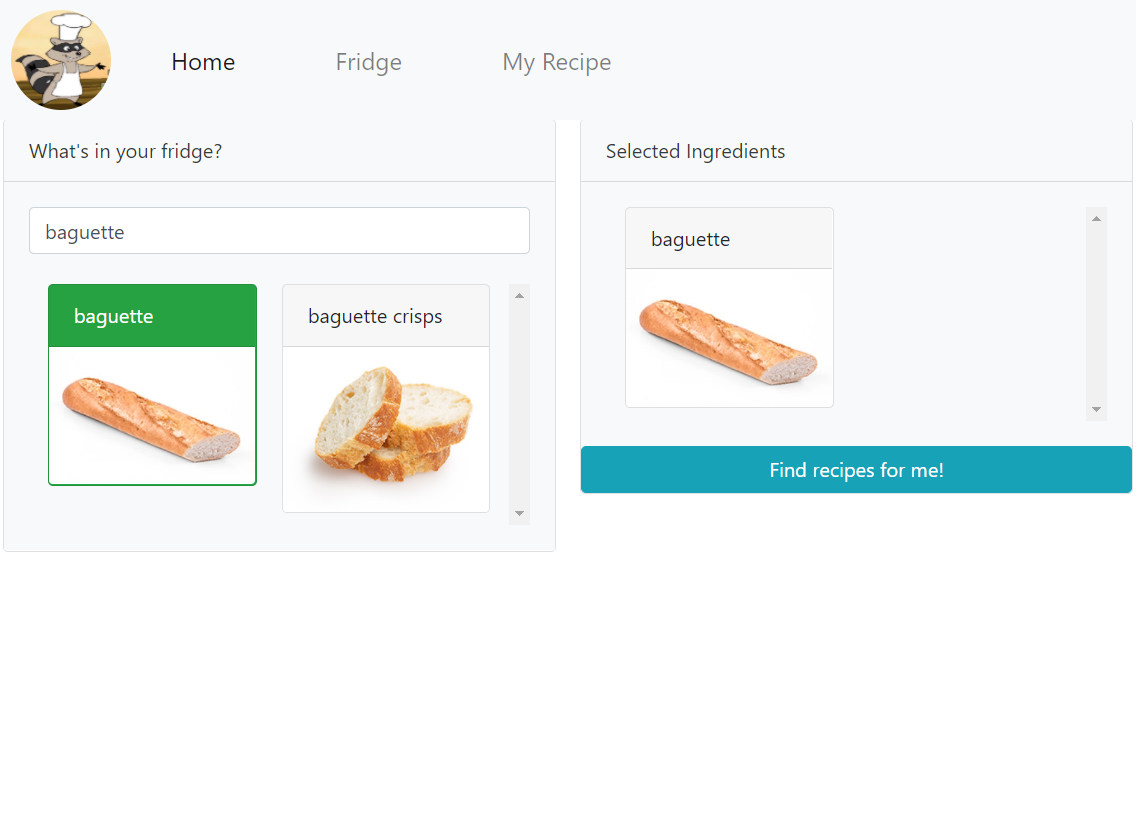 Home
Fridge
My Recipe
What's in your fridge?
baguette
baguette
baguette crisps
Selected Ingredients
baguette
Find recipes for me!